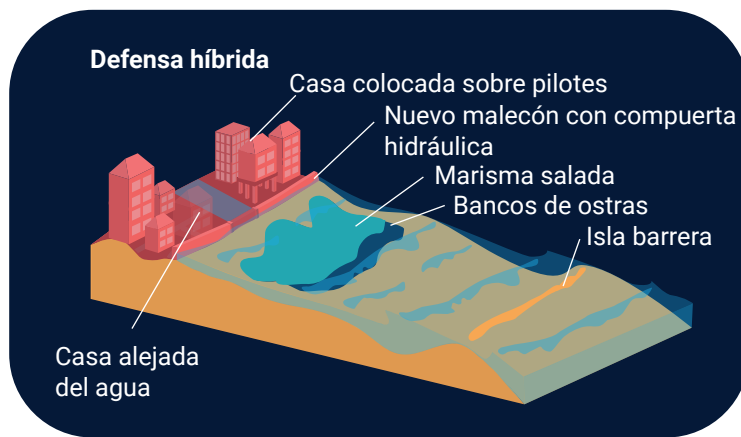 Defensa híbrida
Casa colocada sobre pilotes
Nuevo malecón con compuerta
hidráulica
Marisma salada
Bancos de ostras
Isla barrera
Casa alejada
del agua